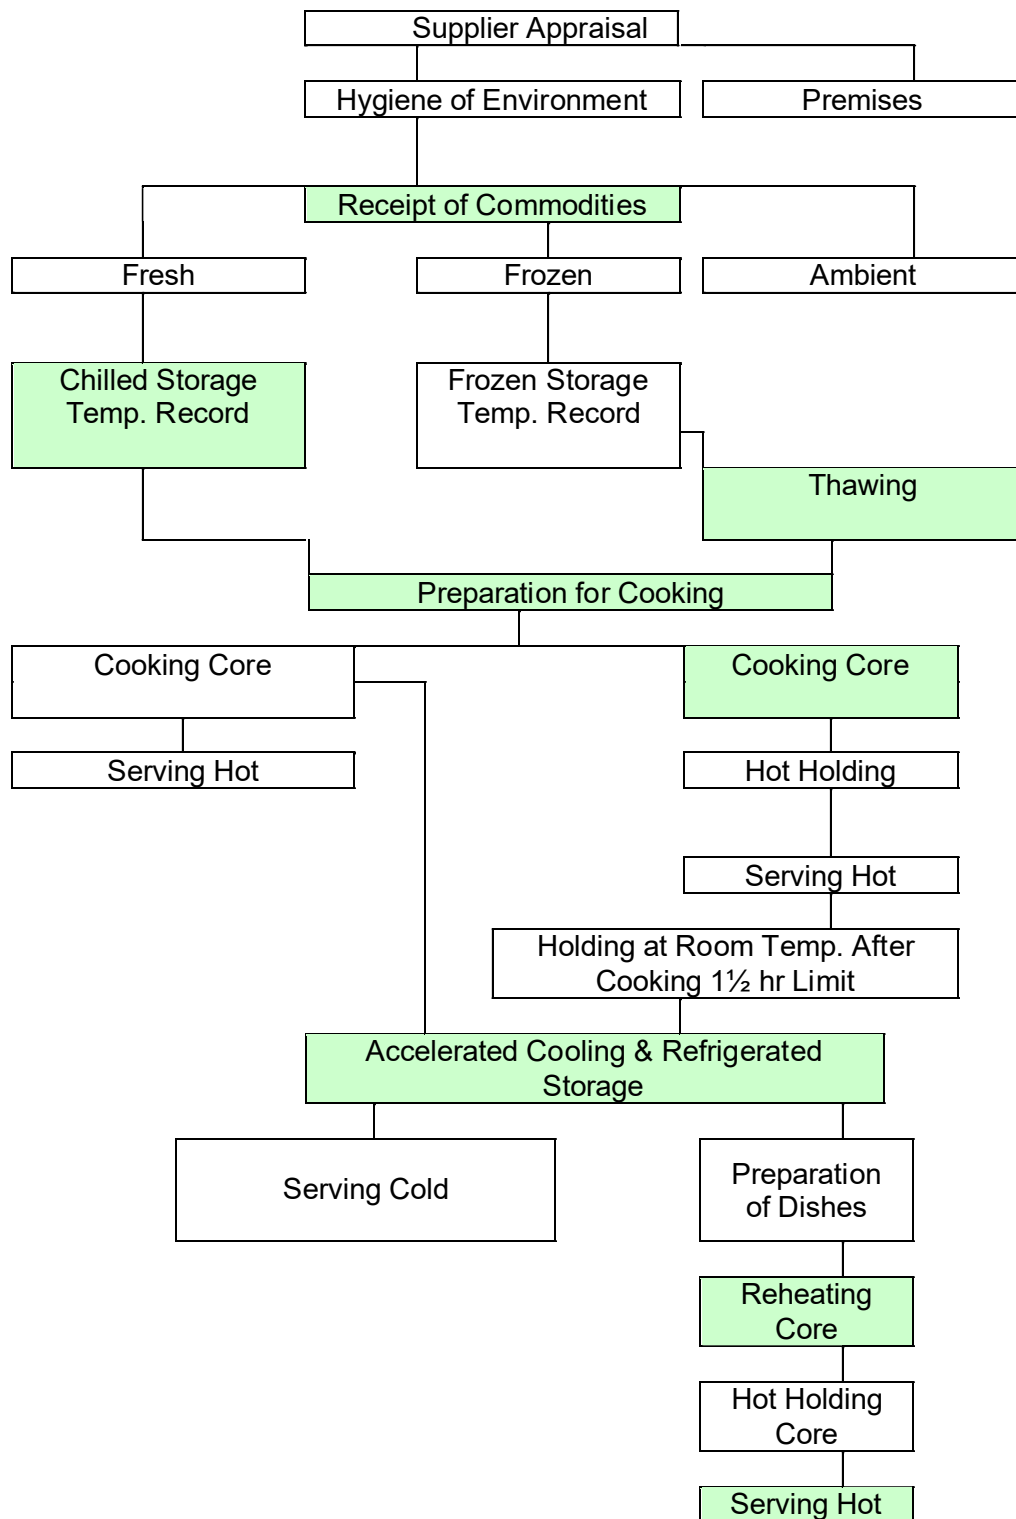 Supplier Appraisal
Hygiene of Environment
Premises
Receipt of Commodities
Fresh
Frozen
Ambient
Chilled Storage
Temp. Record
Frozen Storage
Temp. Record
Thawing
Preparation for Cooking
Cooking Core
Cooking Core
Serving Hot
Hot Holding
Serving Hot
Holding at Room Temp. After
Cooking 1½ hr Limit
Accelerated Cooling & Refrigerated
Storage
Serving Cold
Preparation
of Dishes
Reheating
Core
Hot Holding
Core
Serving Hot